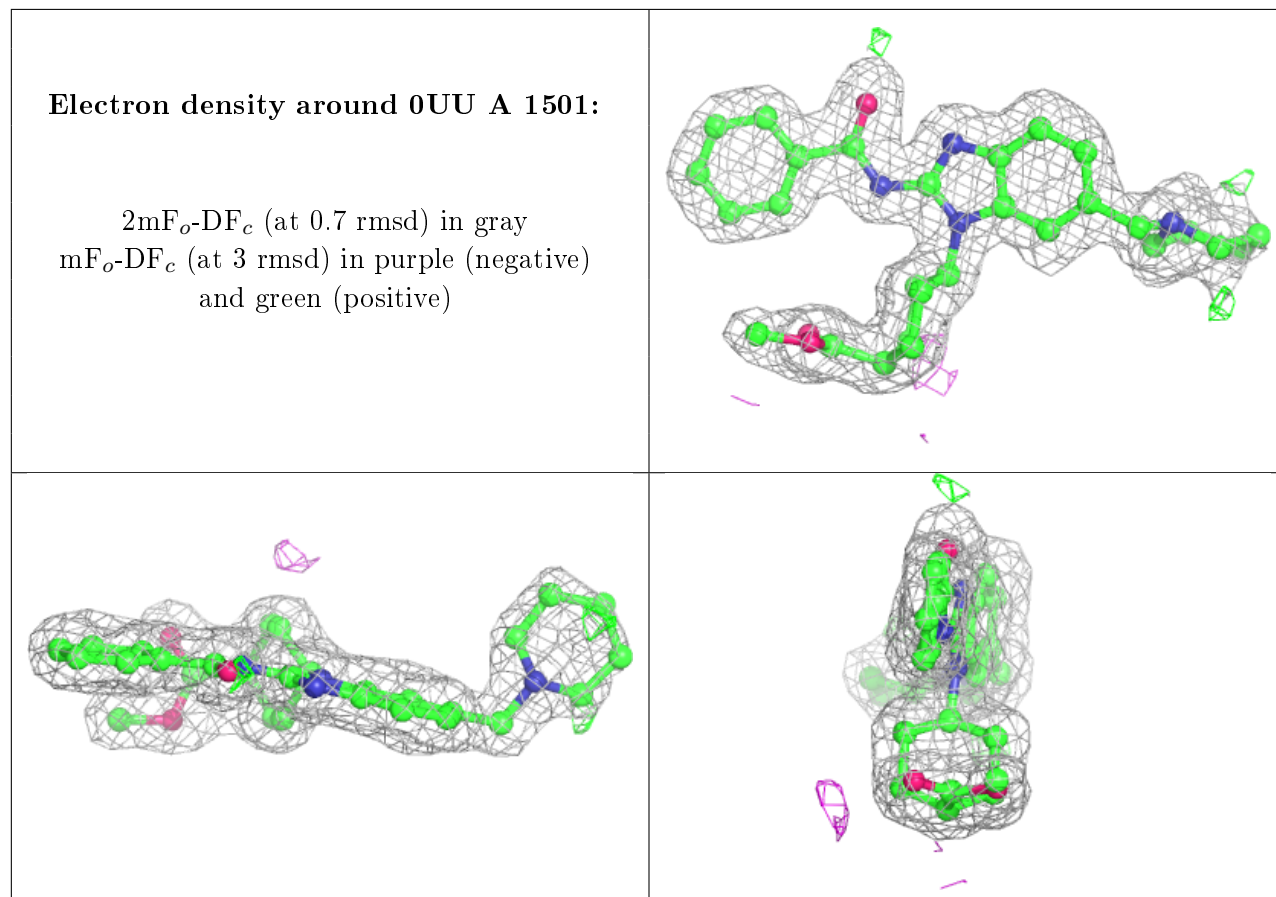 Electron density around 0UU A 1501:
2mFo-DFc (at 0.7 rmsd) in gray
mFo-DFc (at 3 rmsd) in purple (negative)
and green (positive)